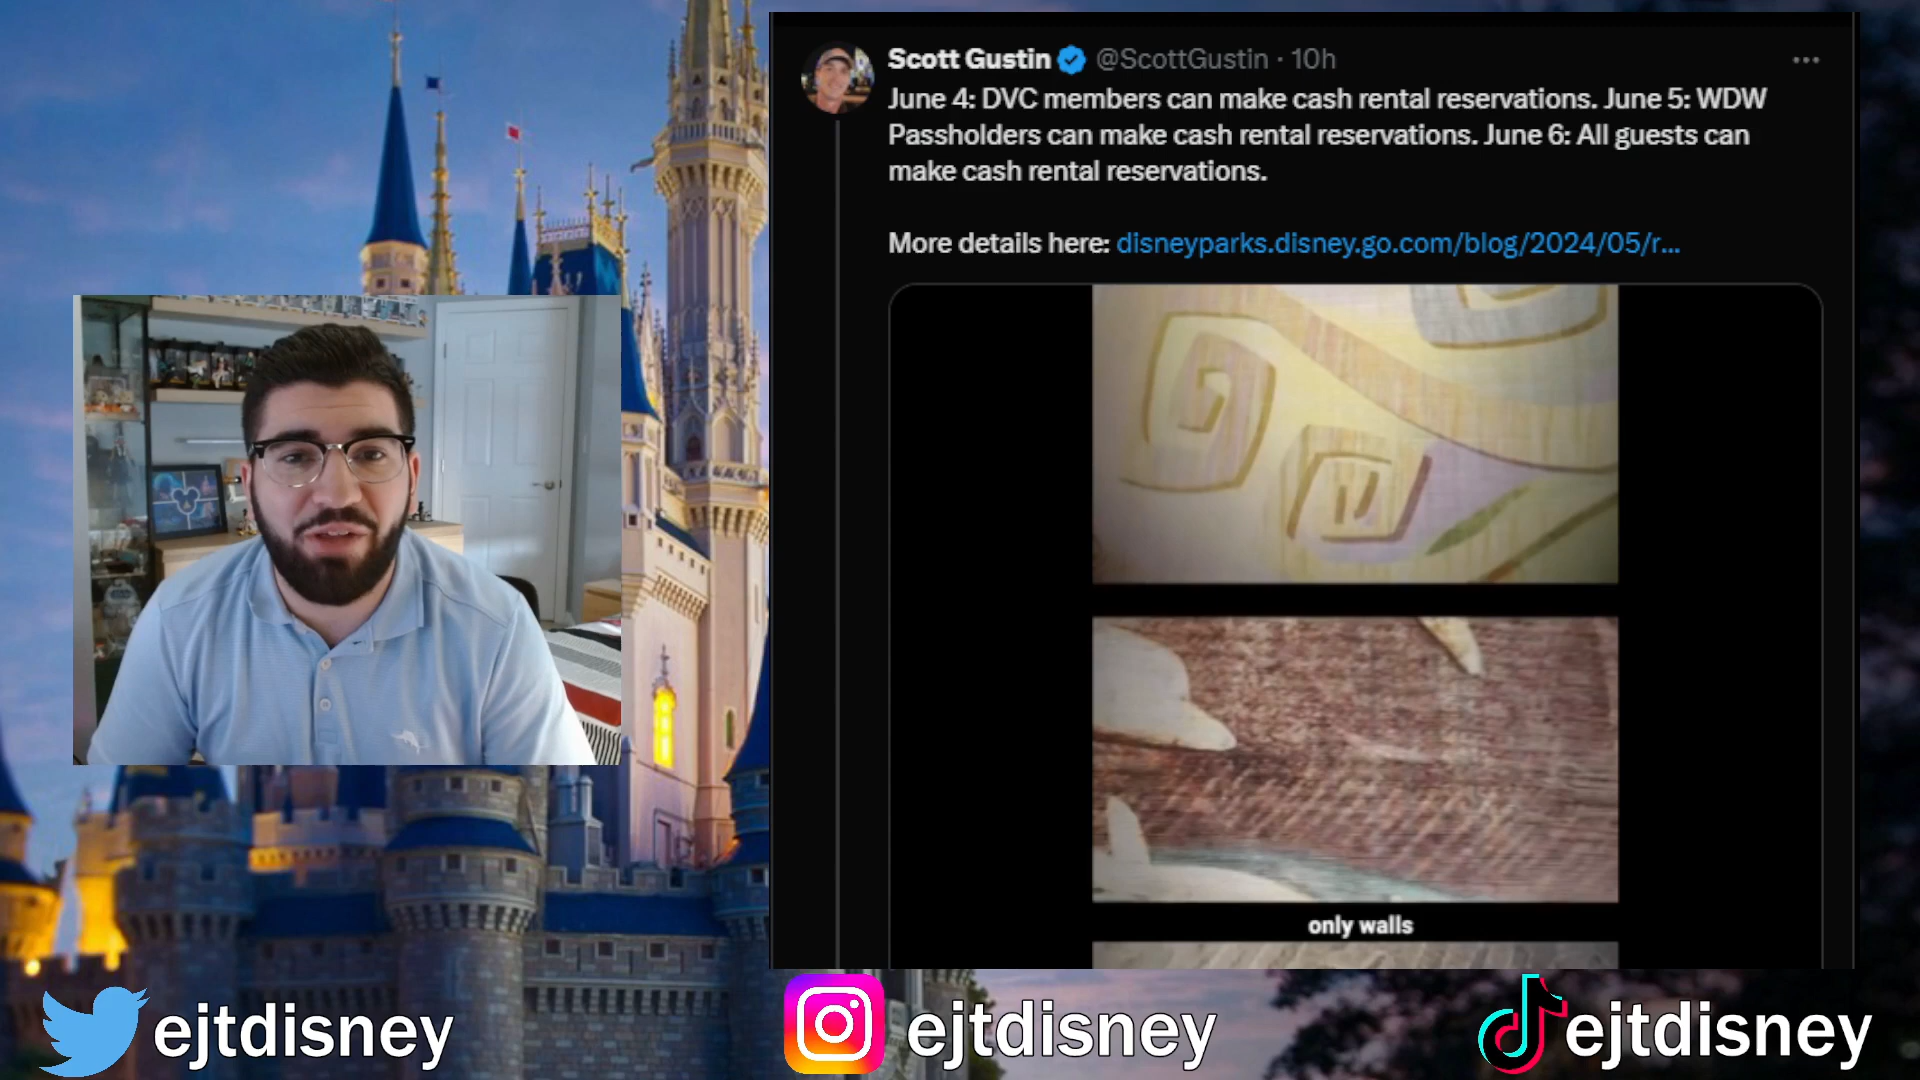 Scott Gustin @ScottGustin · 10h
June 4: DVC members can make cash rental reservations. June 5: WDW
Passholders can make cash rental reservations. June 6: All guests can
make cash rental reservations.
More details here: disneyparks.disney.go.com/blog/2024/05/r...
only walls
ejtdisney
ejtdisney
ejtdisney